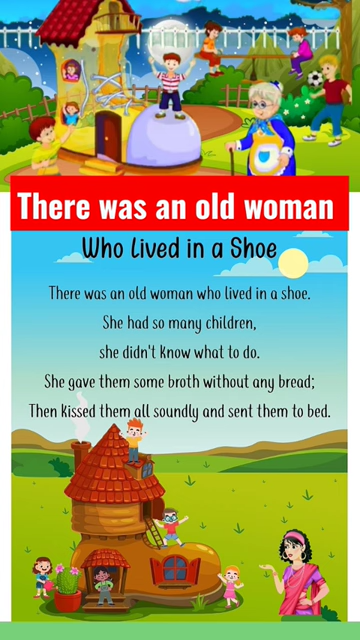 There was an old woman
Who Lived in a Shoe
There was an old woman who lived in a shoe.
She had so many children,
she didn't know what to do.
She gave them some broth without any bread;
Then kissed them all soundly and sent them to bed.